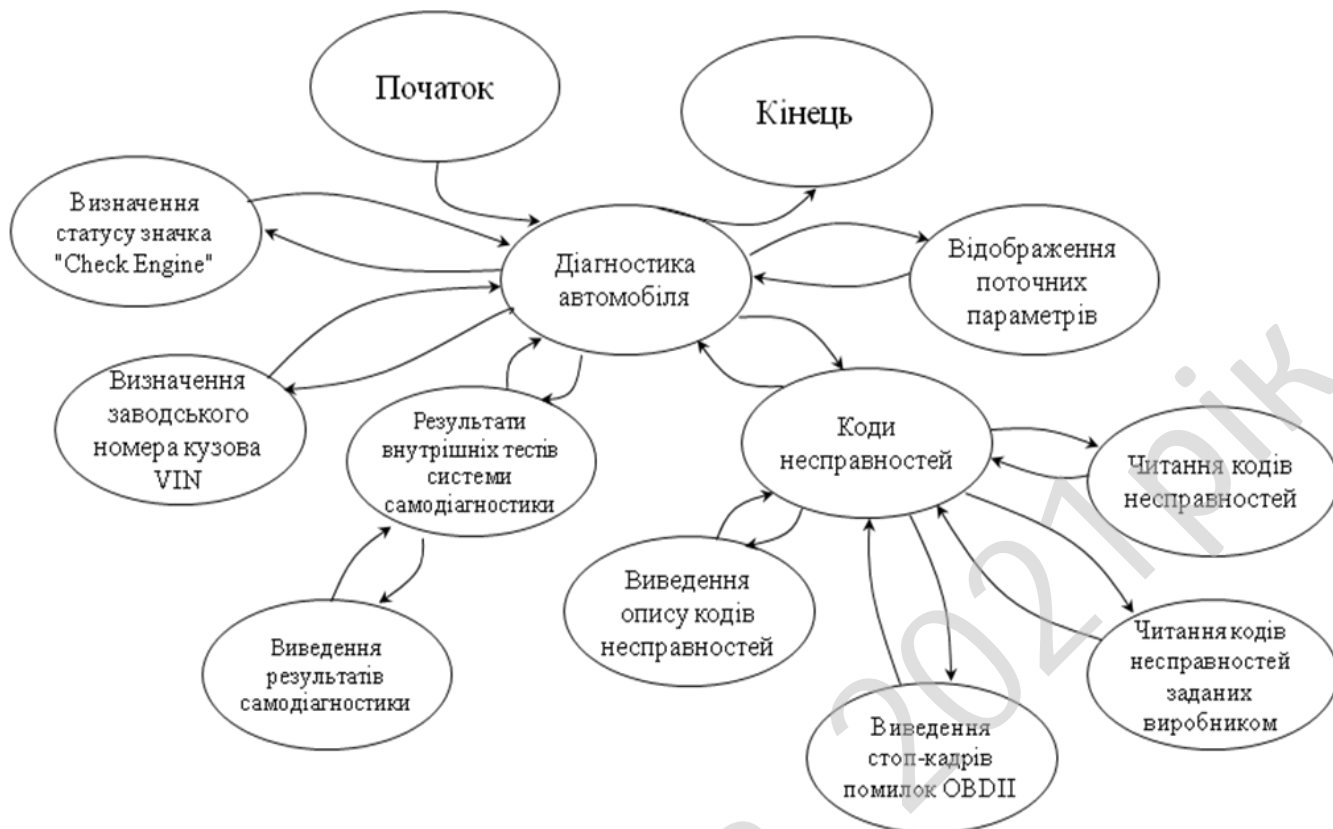 Початок
Кінець
Визначення
статусу значка
"Check Engine"
Діагностика
автомобіля
Відображення
поточних
параметрів
Визначення
заводського
номера кузова
VIN
Результати
внутрішніх тестів
системи
самодіагностики
Коди
несправностей
Читання кодів
несправностей
Виведення
результатів
самодіагностики
Виведення
опису кодів
несправностей
Читання кодів
несправностей
заданих
виробником
Виведення
стоп-кадрів
помилок OBDII
2021 рік